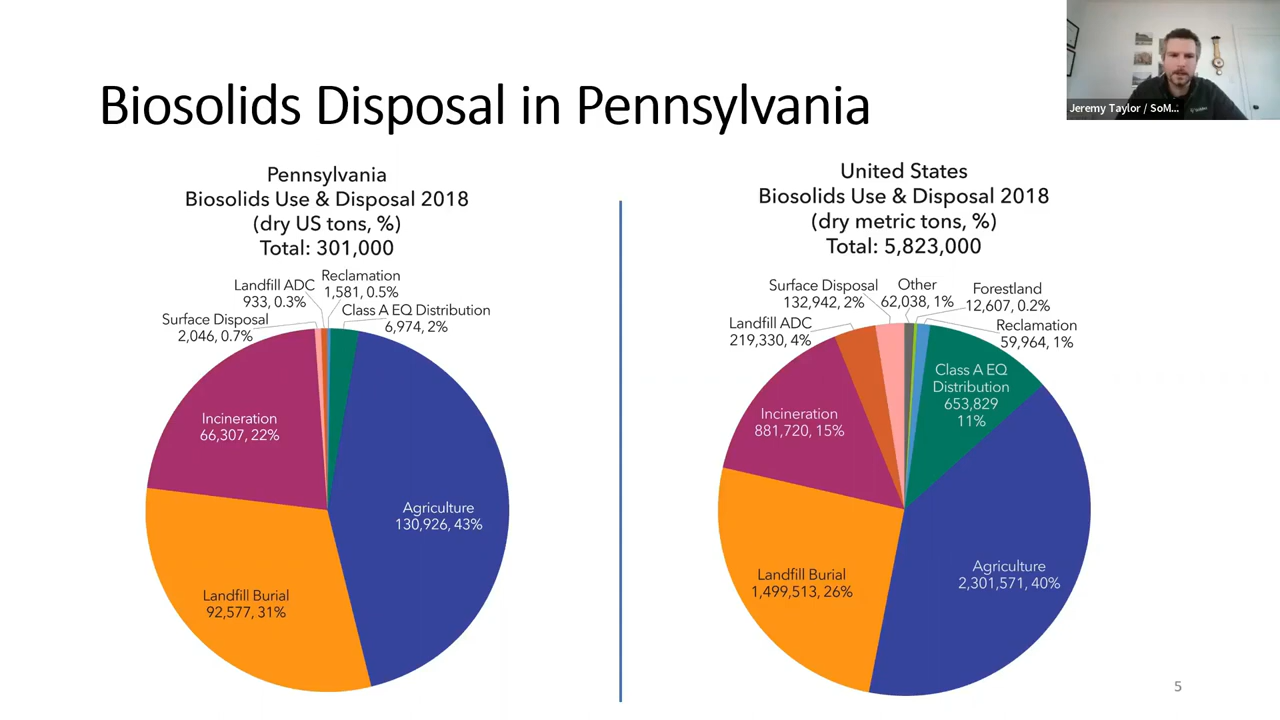 Jeremy Taylor / SoM...
Biosolids Disposal in Pennsylvania
Pennsylvania
Biosolids Use & Disposal 2018
(dry US tons, %)
Total: 301,000
Reclamation
1,581, 0.5%
Landfill ADC
933, 0.3%
Class A EQ Distribution
6,974, 2%
Surface Disposal
2,046, 0.7%
Incineration
66,307, 22%
Agriculture
130,926, 43%
Landfill Burial
92,577, 31%
United States
Biosolids Use & Disposal 2018
(dry metric tons, %)
Total: 5,823,000
Surface Disposal
132,942, 2%
Other
62,038, 1%
Forestland
12,607, 0.2%
Landfill ADC
219,330, 4%
Reclamation
59,964, 1%
Class A EQ
Distribution
653,829
11%
Incineration
881,720, 15%
Agriculture
2,301,571, 40%
Landfill Burial
1,499,513, 26%
5